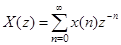 X(z) = ∑_{n=0}^{∞} x(n)z^{-n}